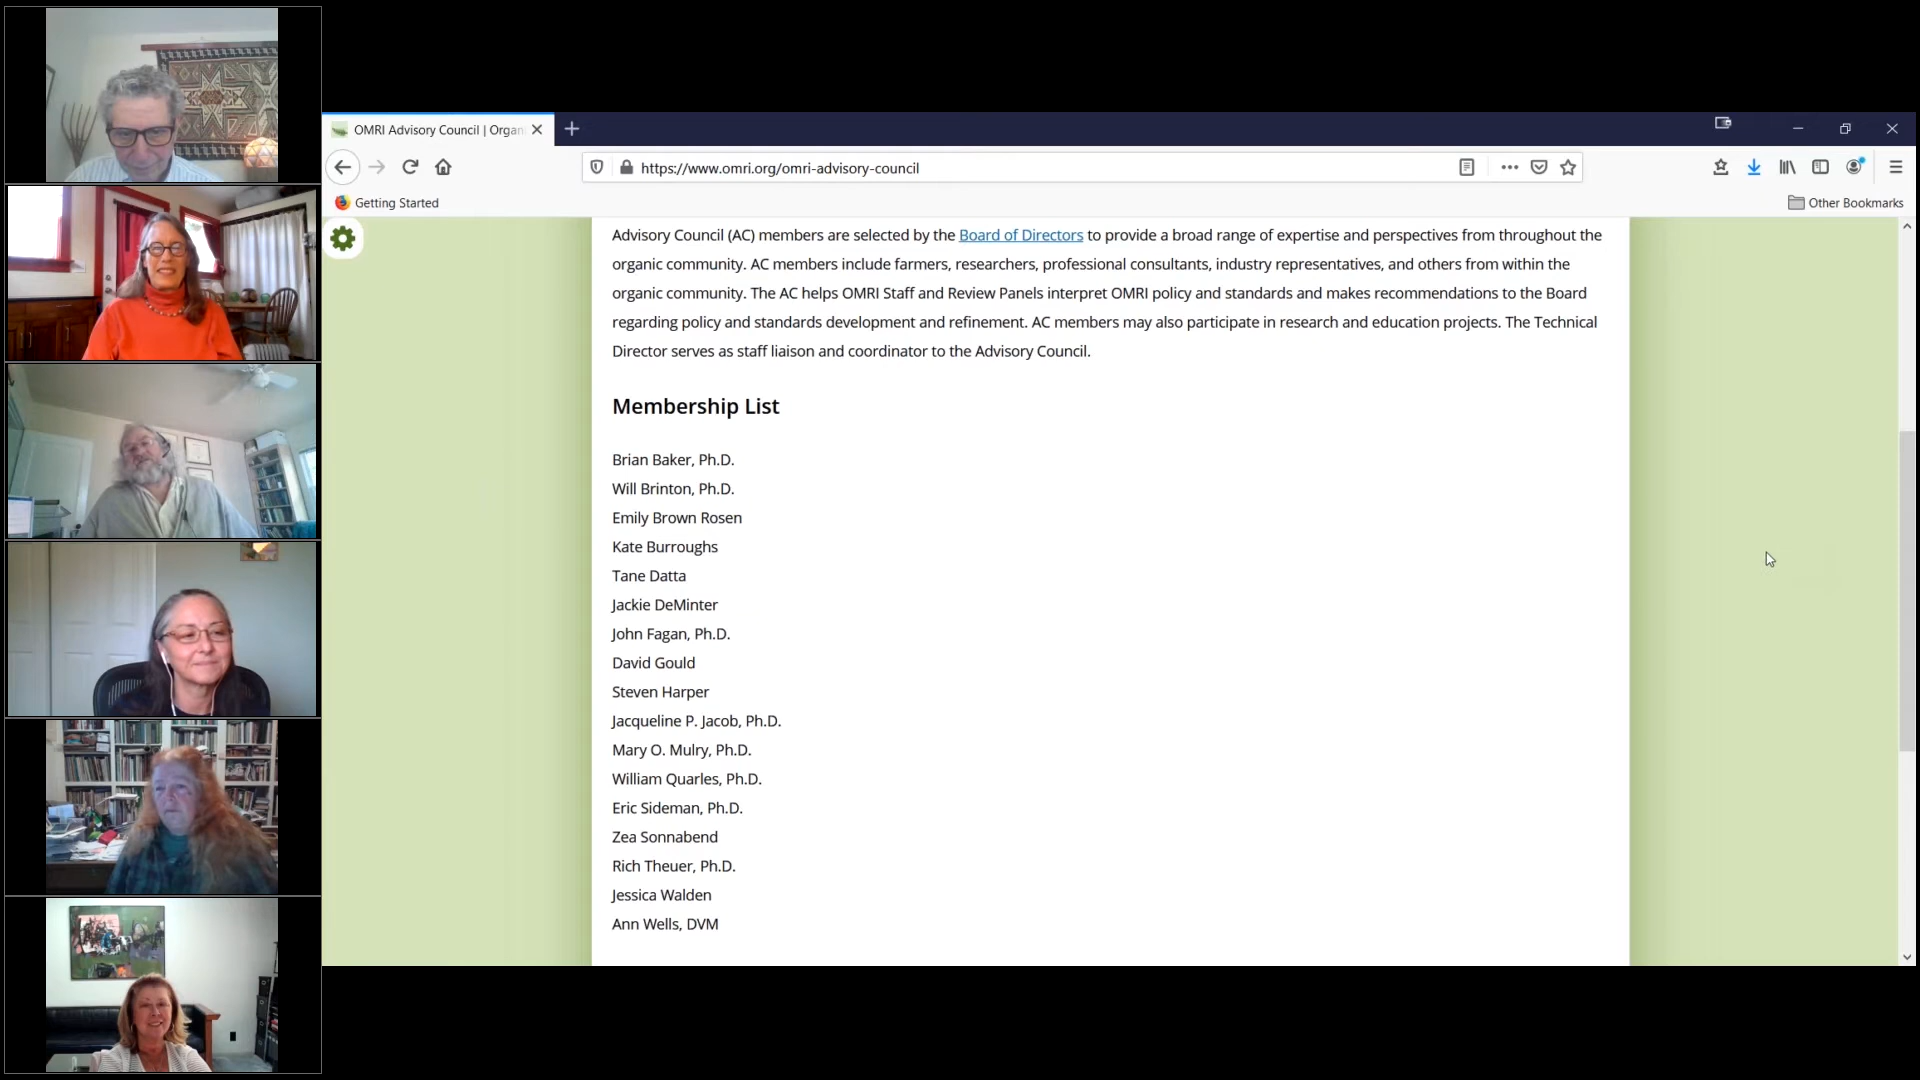 OMRI Advisory Council | Organ
https://www.omri.org/omri-advisory-council
Getting Started
Other Bookmarks
Advisory Council (AC) members are selected by the Board of Directors to provide a broad range of expertise and perspectives from throughout the
organic community. AC members include farmers, researchers, professional consultants, industry representatives, and others from within the
organic community. The AC helps OMRI Staff and Review Panels interpret OMRI policy and standards and makes recommendations to the Board
regarding policy and standards development and refinement. AC members may also participate in research and education projects. The Technical
Director serves as staff liaison and coordinator to the Advisory Council.
Membership List
Brian Baker, Ph.D.
Will Brinton, Ph.D.
Emily Brown Rosen
Kate Burroughs
Tane Datta
Jackie DeMinter
John Fagan, Ph.D.
David Gould
Steven Harper
Jacqueline P. Jacob, Ph.D.
Mary O. Mulry, Ph.D.
William Quarles, Ph.D.
Eric Sideman, Ph.D.
Zea Sonnabend
Rich Theuer, Ph.D.
Jessica Walden
Ann Wells, DVM